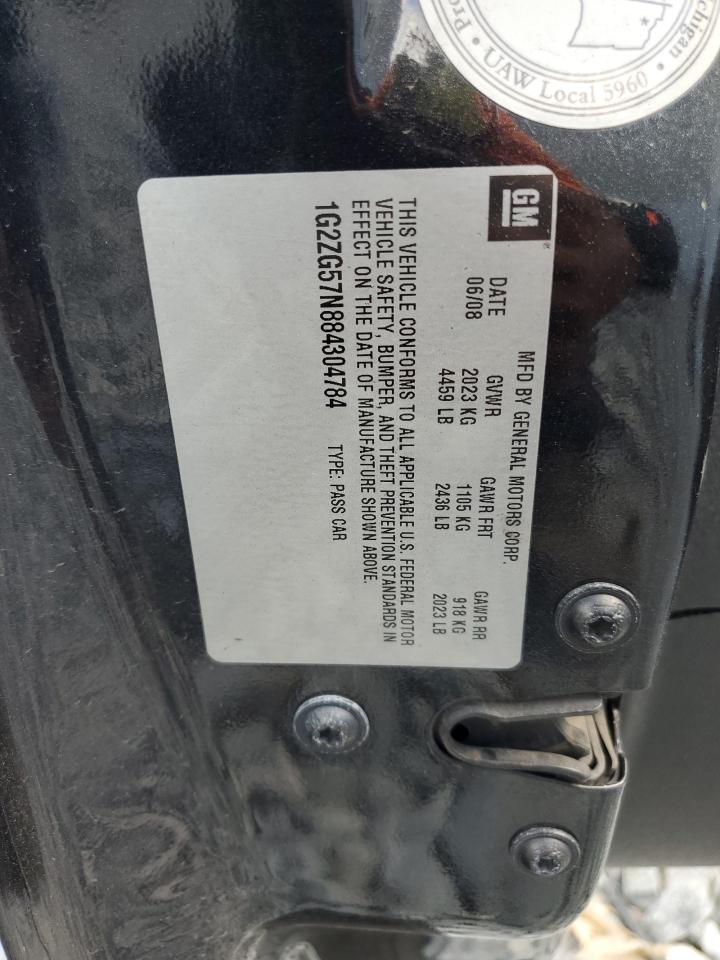 Pro
ichigan
• UAW Local 5960 •
GM
MFD BY GENERAL MOTORS CORP.
DATE GVWR GAWR FRT GAWR RR
06/08 2023 KG 1105 KG 918 KG
4459 LB 2436 LB 2023 LB
THIS VEHICLE CONFORMS TO ALL APPLICABLE U.S. FEDERAL MOTOR
VEHICLE SAFETY, BUMPER, AND THEFT PREVENTION STANDARDS IN
EFFECT ON THE DATE OF MANUFACTURE SHOWN ABOVE.
1G2ZG57N884304784 TYPE: PASS CAR